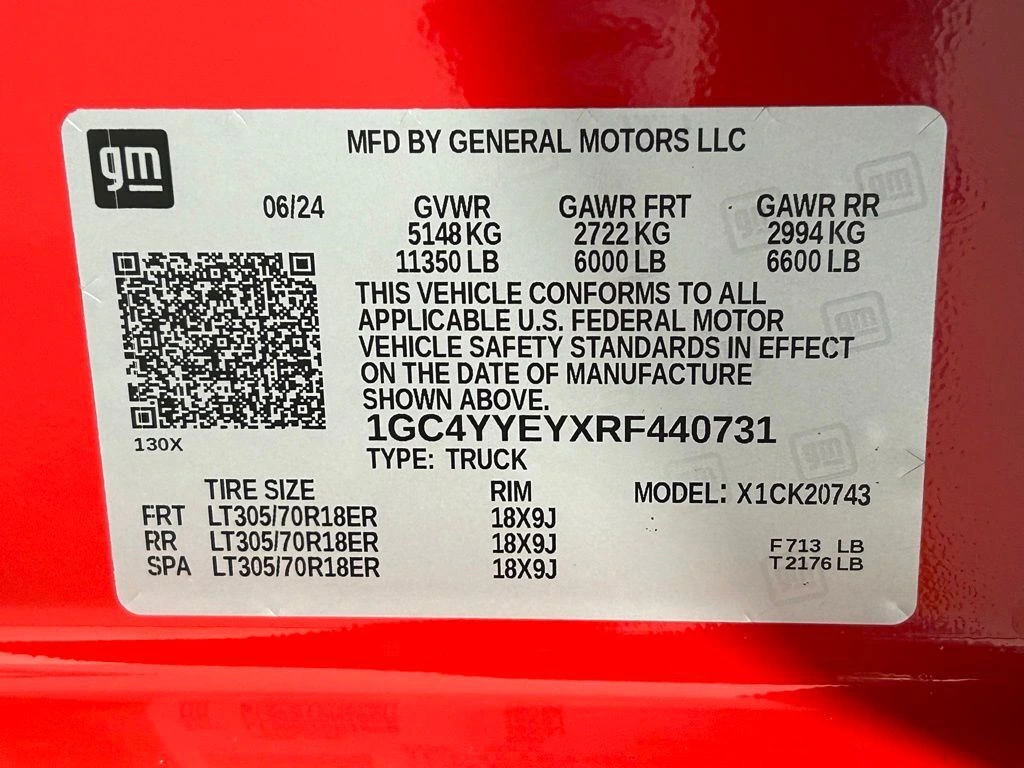 gm
MFD BY GENERAL MOTORS LLC
06/24 GVWR GAWR FRT GAWR RR
5148 KG 2722 KG 2994 KG
11350 LB 6000 LB 6600 LB
THIS VEHICLE CONFORMS TO ALL
APPLICABLE U.S. FEDERAL MOTOR
VEHICLE SAFETY STANDARDS IN EFFECT
ON THE DATE OF MANUFACTURE
SHOWN ABOVE.
130X
1GC4YYEYXRF440731
TYPE: TRUCK
TIRE SIZE RIM MODEL: X1CK20743
FRT LT305/70R18ER 18X9J
RR LT305/70R18ER 18X9J F713 LB
SPA LT305/70R18ER 18X9J T2176 LB